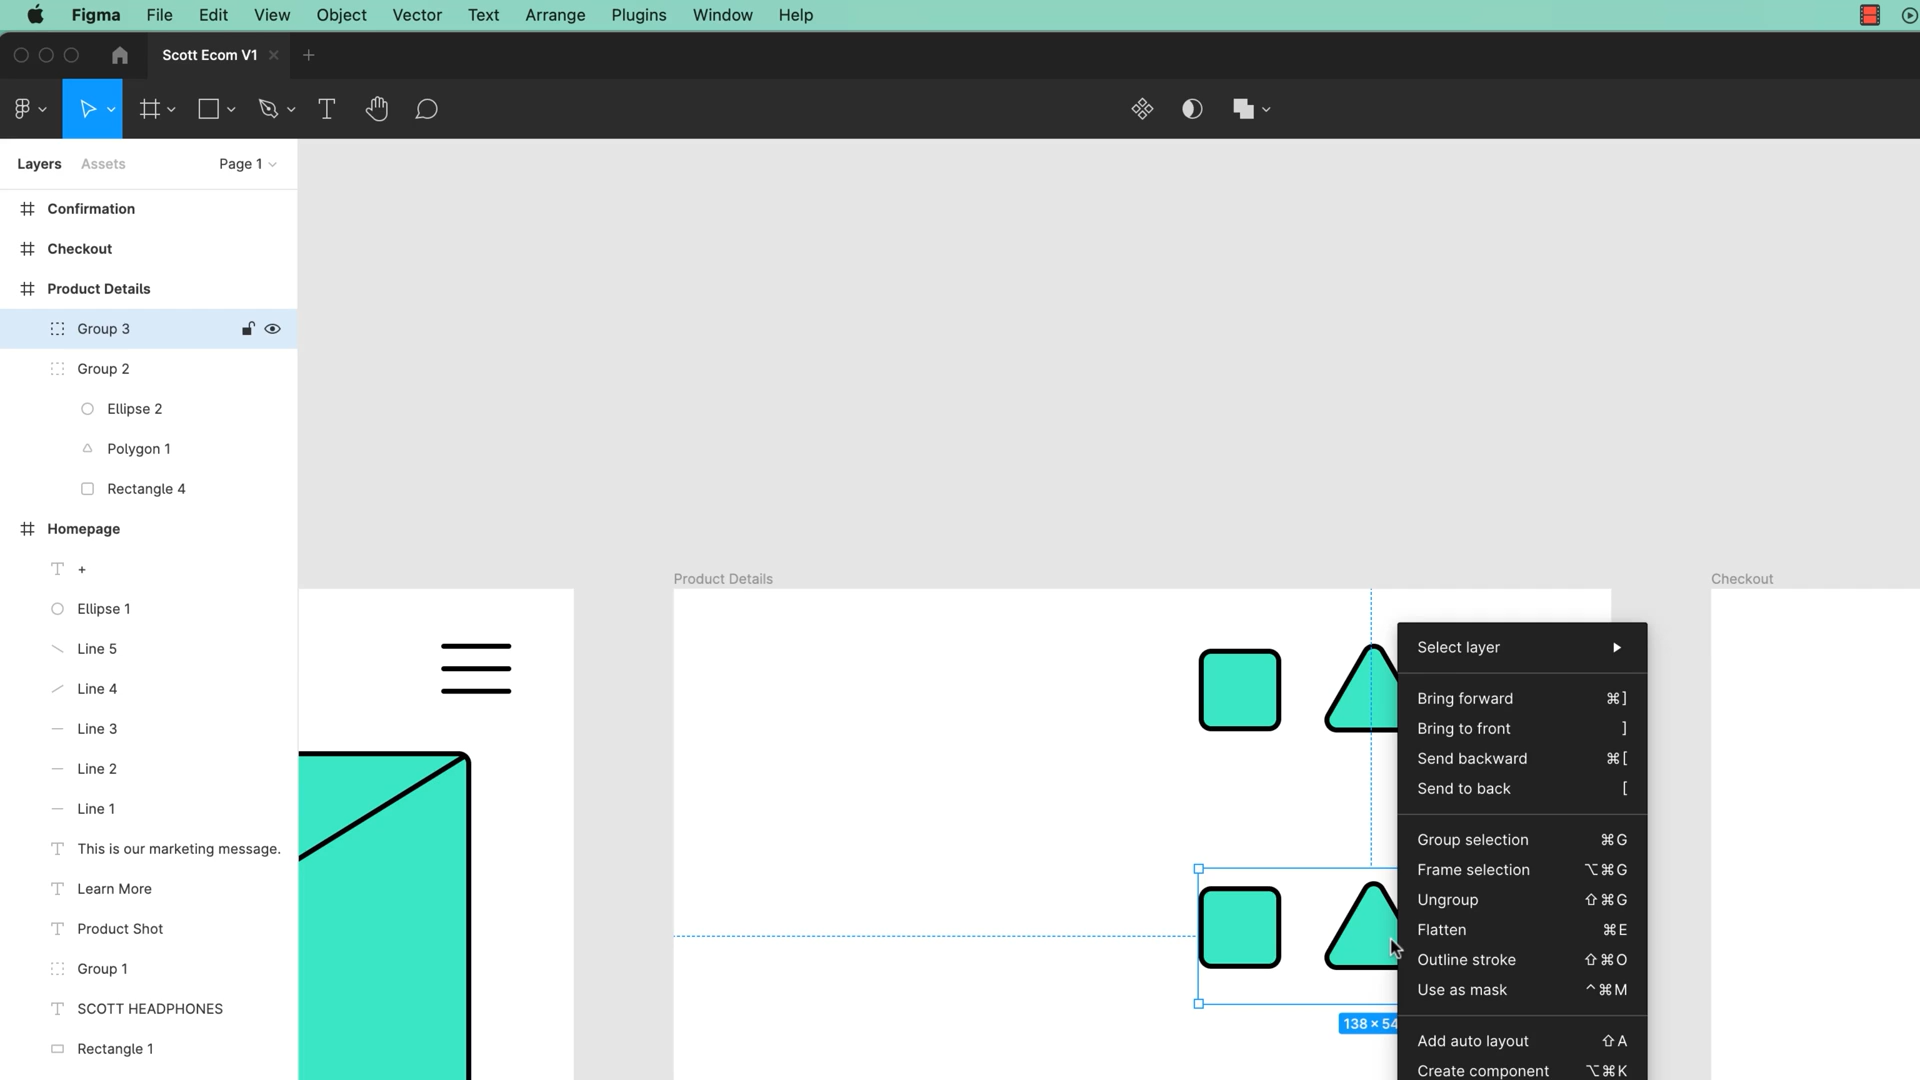 Figma File Edit View Object Vector Text Arrange Plugins Window Help
Scott Ecom V1
Layers Assets Page 1
Confirmation
Checkout
Product Details
Group 3
Group 2
Ellipse 2
Polygon 1
Rectangle 4
Homepage
+
Ellipse 1
Line 5
Line 4
Line 3
Line 2
Line 1
This is our marketing message.
Learn More
Product Shot
Group 1
SCOTT HEADPHONES
Rectangle 1
Product Details
Checkout
Select layer
Bring forward ⌘]
Bring to front ]
Send backward ⌘[
Send to back [
Group selection ⌘G
Frame selection ⌥⌘G
Ungroup ⇧⌘G
Flatten ⌘E
Outline stroke ⇧⌘O
Use as mask ^⌘M
Add auto layout ⇧A
Create component ⌥⌘K
138 × 54